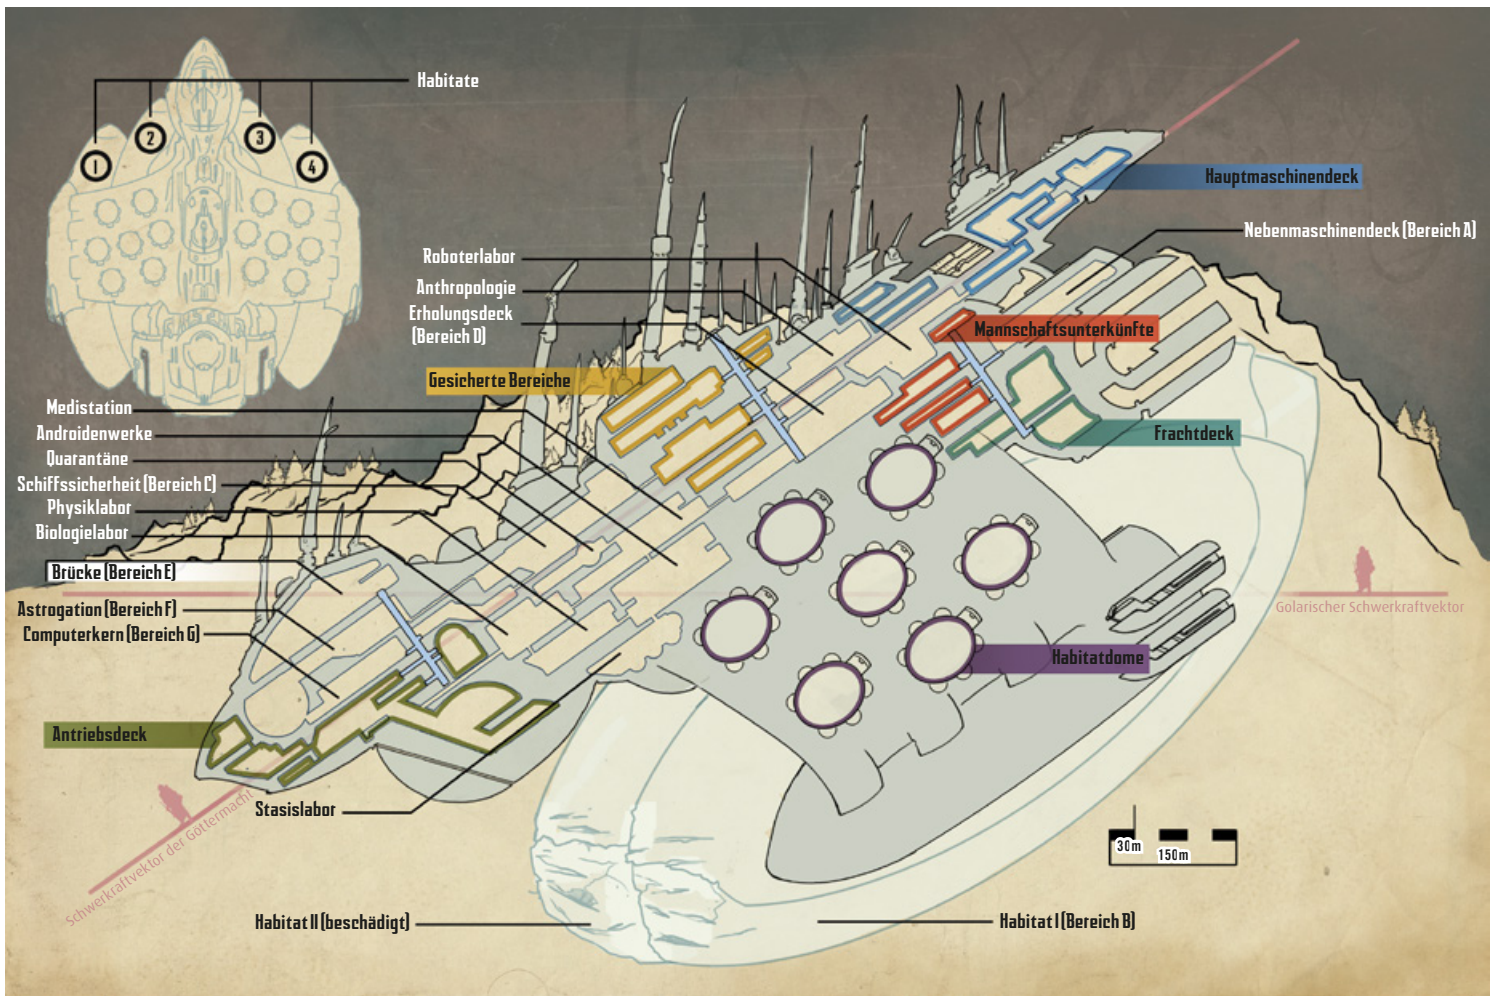 Habitate
1
2
3
4
Hauptmaschinendeck
Nebenmaschinendeck (Bereich A)
Roboterlabor
Anthropologie
Erholungsdeck
(Bereich D)
Mannschaftsunterkünfte
Gesicherte Bereiche
Medistation
Androidenwerke
Quarantäne
Schiffssicherheit (Bereich C)
Physiklabor
Biologielabor
Frachtdeck
Brücke (Bereich E)
Astrogation (Bereich F)
Computerkern (Bereich G)
Golarischer Schwerkraftvektor
Habitatdome
Antriebsdeck
Stasislabor
Schwerkraftvektor der Göttermacht
30m
150m
Habitat II (beschädigt)
Habitat I (Bereich B)